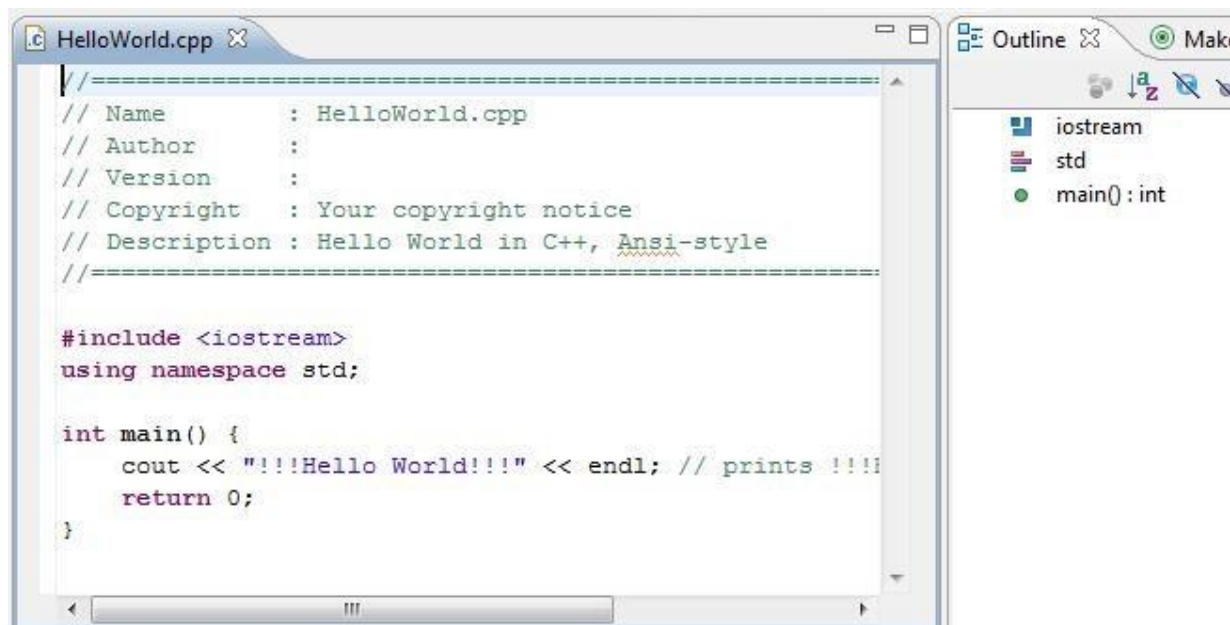 HelloWorld.cpp
//====================================================
// Name        : HelloWorld.cpp
// Author      :
// Version     :
// Copyright   : Your copyright notice
// Description : Hello World in C++, Ansi-style
//====================================================
#include <iostream>
using namespace std;
int main() {
    cout << "!!!Hello World!!!" << endl; // prints !!!
    return 0;
}
Outline
Make
iostream
std
main() : int